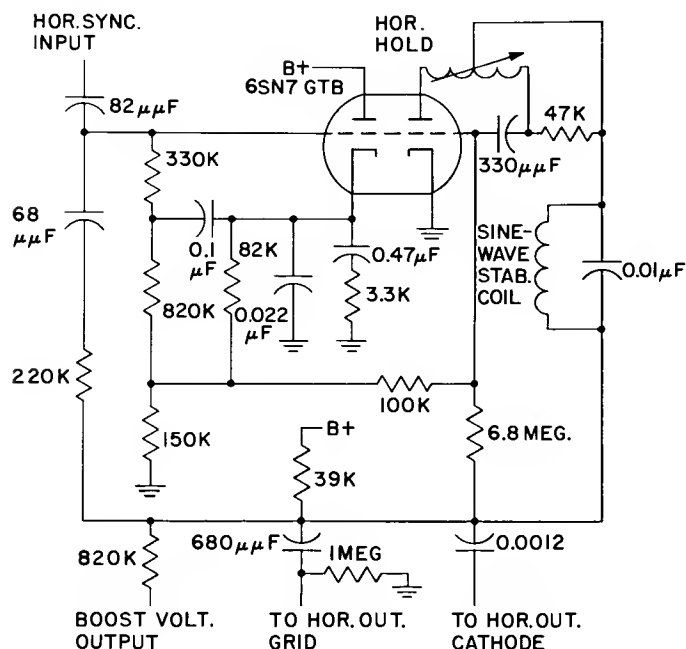 HOR. SYNC.
INPUT
HOR.
HOLD
B+
6SN7 GTB
82μμF
47K
330K
330μμF
68
μμF
0.1
μF
82K
0.47μF
SINE-
WAVE
STAB.
COIL
0.01μF
820K
0.022
μF
3.3K
220K
100K
150K
B+
6.8 MEG.
39K
820K
680μμF
1MEG
0.0012
BOOST VOLT.
OUTPUT
TO HOR. OUT.
GRID
TO HOR. OUT.
CATHODE